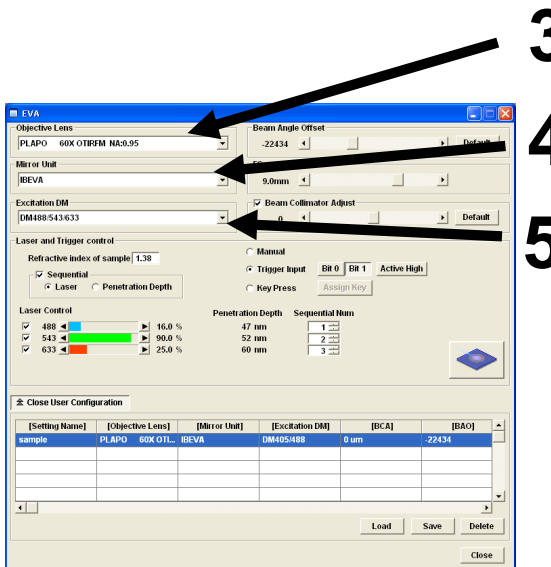 3
EVA
Objective Lens
Beam Angle Offset
PLAPO 60X OTIRFM NA:0.95
-22434
Default
4
Mirror Unit
IBEVA
9.0mm
Excitation DM
Beam Collimator Adjust
DM488/543/633
0
Default
5
Laser and Trigger control
Refractive index of sample 1.38
Manual
Sequential
Trigger Input Bit 0 Bit 1 Active High
Laser Penetration Depth
Key Press Assign Key
Laser Control
Penetration Depth Sequential Num
488 16.0 % 47 nm 1
543 90.0 % 52 nm 2
633 25.0 % 60 nm 3
Close User Configuration
[Setting Name] [Objective Lens] [Mirror Unit] [Excitation DM] [BCA] [BAO]
sample PLAPO 60X OTI... IBEVA DM405/488 0 um -22434
Load Save Delete
Close